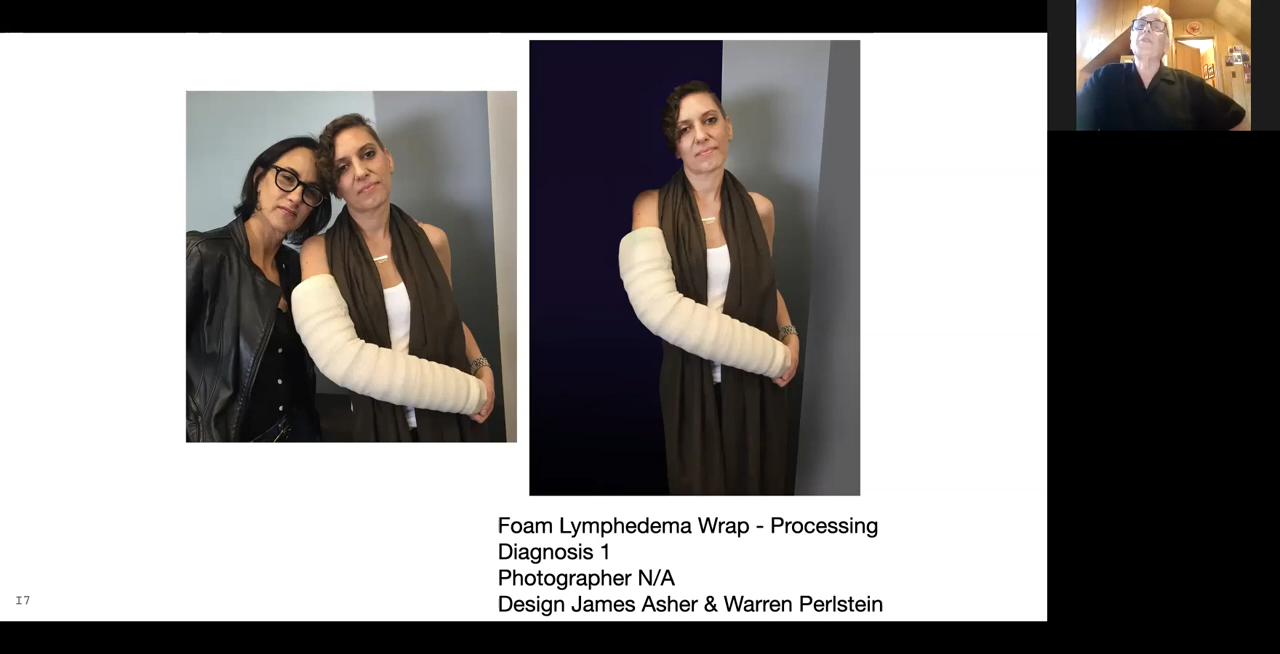 Foam Lymphedema Wrap - Processing
Diagnosis 1
Photographer N/A
Design James Asher & Warren Perlstein
17